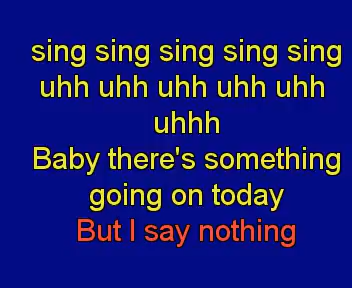 sing sing sing sing sing
uhh uhh uhh uhh uhh
uhhh
Baby there's something
going on today
But I say nothing